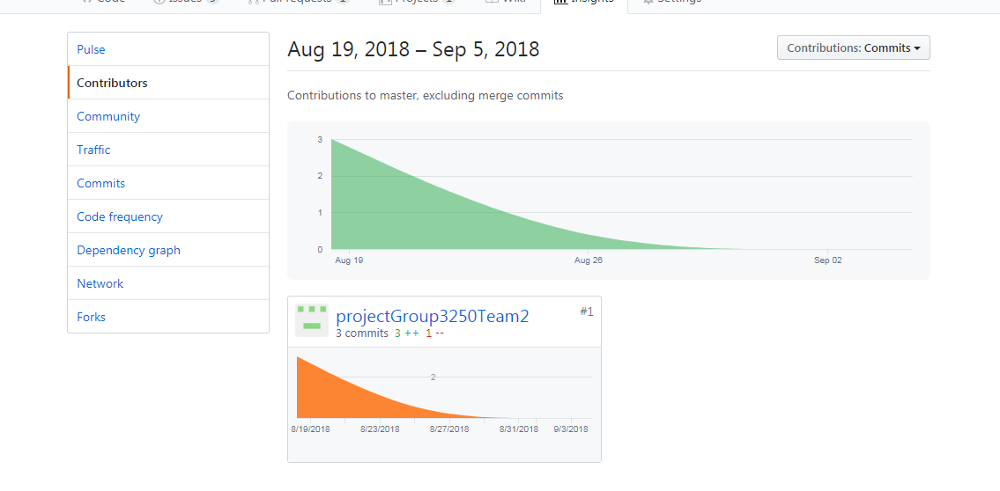 Code Issues 5 Pull requests 1 Projects 1 Wiki Insights Settings
Pulse
Contributors
Community
Traffic
Commits
Code frequency
Dependency graph
Network
Forks
Aug 19, 2018 – Sep 5, 2018
Contributions: Commits
Contributions to master, excluding merge commits
3
2
1
0
Aug 19 Aug 26 Sep 02
projectGroup3250Team2 #1
3 commits 3 ++ 1 --
2
8/19/2018 8/23/2018 8/27/2018 8/31/2018 9/3/2018